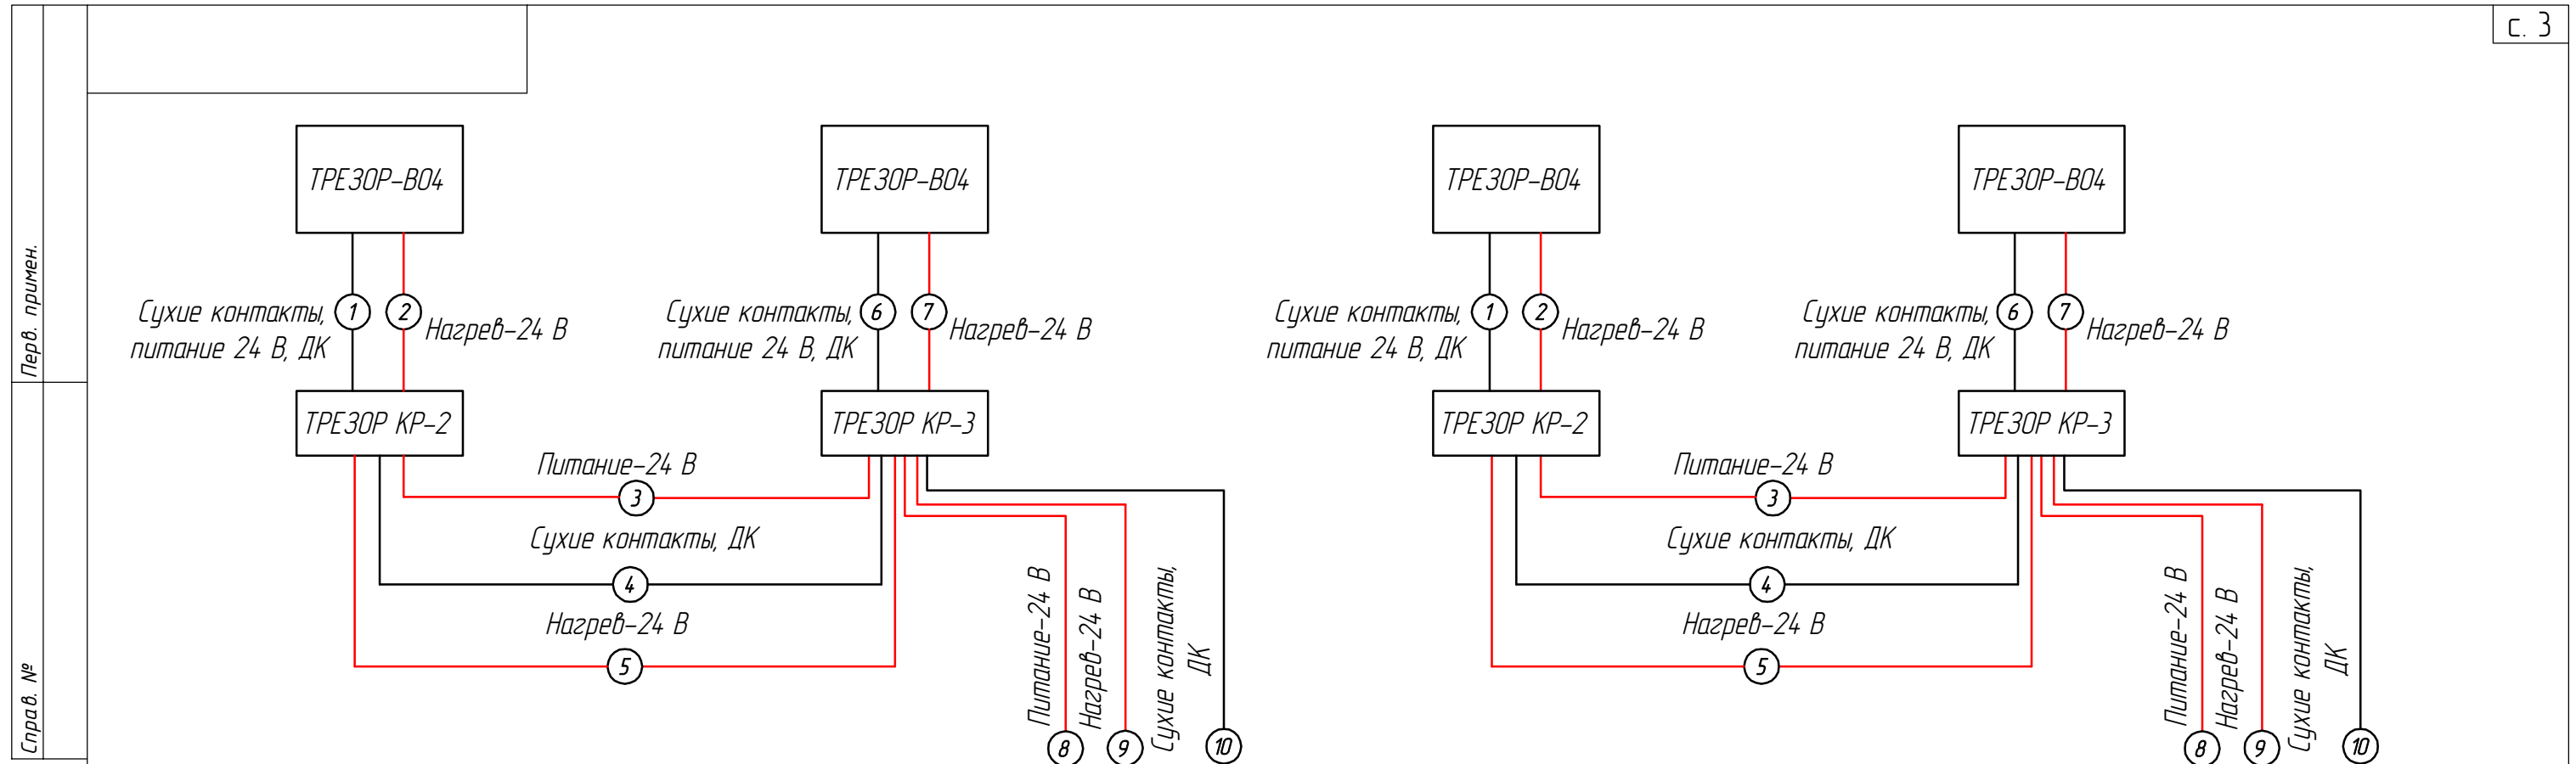 с. 3
Перв. примен.
Справ. №
ТРЕЗОР-В04
ТРЕЗОР-В04
ТРЕЗОР-В04
ТРЕЗОР-В04
Сухие контакты,
питание 24 В, ДК
1
2
Нагрев-24 В
Сухие контакты,
питание 24 В, ДК
6
7
Нагрев-24 В
Сухие контакты,
питание 24 В, ДК
1
2
Нагрев-24 В
Сухие контакты,
питание 24 В, ДК
6
7
Нагрев-24 В
ТРЕЗОР КР-2
ТРЕЗОР КР-3
ТРЕЗОР КР-2
ТРЕЗОР КР-3
Питание-24 В
3
Сухие контакты, ДК
4
Нагрев-24 В
5
Питание-24 В
8
Нагрев-24 В
9
Сухие контакты,
ДК
10
Питание-24 В
3
Сухие контакты, ДК
4
Нагрев-24 В
5
Питание-24 В
8
Нагрев-24 В
9
Сухие контакты,
ДК
10